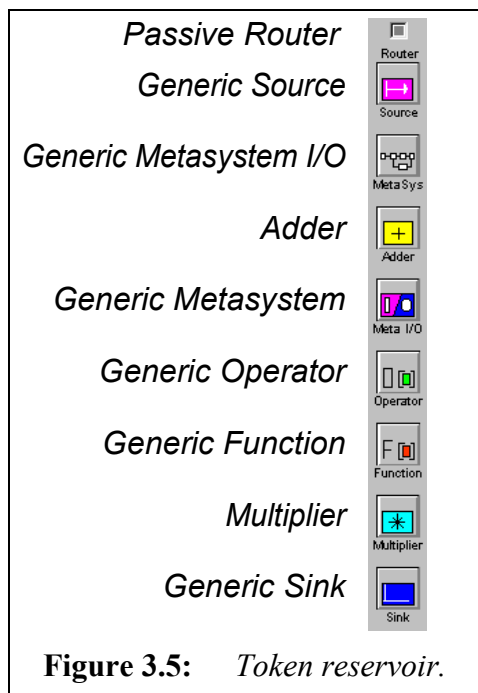 Passive Router
Router
Generic Source
Source
Generic Metasystem I/O
MetaSys
Adder
+
Adder
Generic Metasystem
Meta I/O
Generic Operator
Operator
Generic Function
F
Function
Multiplier
*
Multiplier
Generic Sink
Sink
Figure 3.5: Token reservoir.